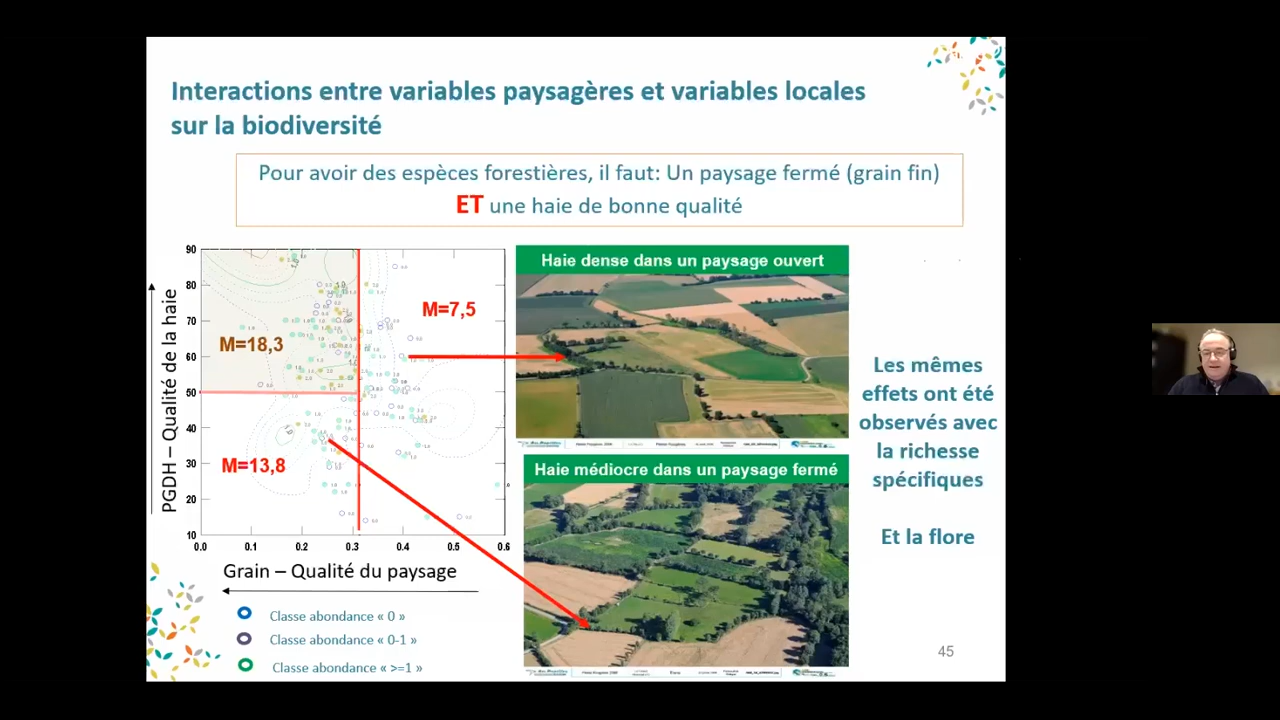 Interactions entre variables paysagères et variables locales
sur la biodiversité
Pour avoir des espèces forestières, il faut: Un paysage fermé (grain fin)
ET une haie de bonne qualité
PGDH – Qualité de la haie
90
80
70
60
50
40
30
20
10
0.0 0.1 0.2 0.3 0.4 0.5 0.6
M=18,3
M=7,5
M=13,8
Grain – Qualité du paysage
Classe abondance « 0 »
Classe abondance « 0-1 »
Classe abondance « >=1 »
Haie dense dans un paysage ouvert
Haie médiocre dans un paysage fermé
Les mêmes
effets ont été
observés avec
la richesse
spécifiques
Et la flore
45